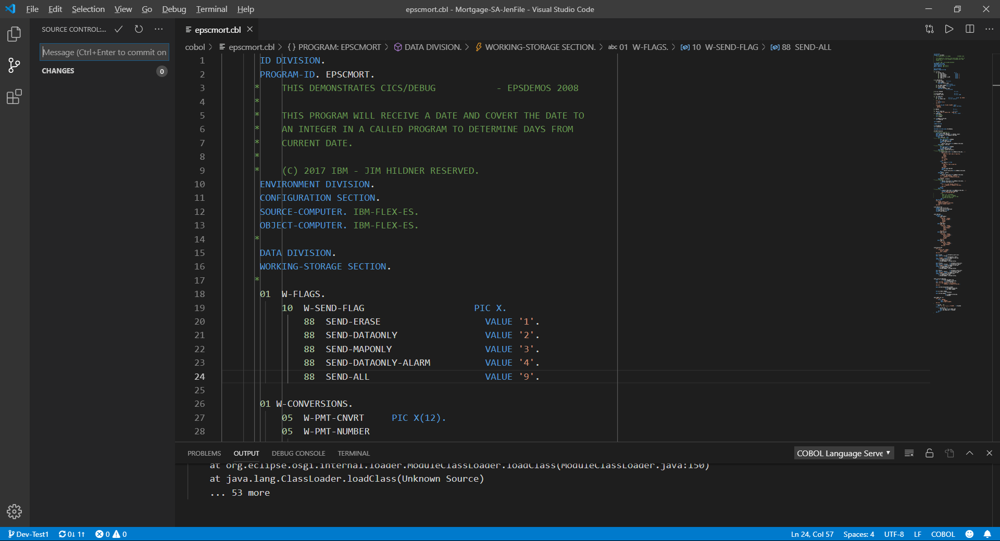 File Edit Selection View Go Debug Terminal Help
epscmort.cbl - Mortgage-SA-JenFile - Visual Studio Code
SOURCE CONTROL:...
epscmort.cbl
Message (Ctrl+Enter to commit on
CHANGES 0
cobol > epscmort.cbl > {} PROGRAM: EPSCMORT > DATA DIVISION. > WORKING-STORAGE SECTION. > abc 01 W-FLAGS. > 10 W-SEND-FLAG > 88 SEND-ALL
1 ID DIVISION.
2 PROGRAM-ID. EPSCMORT.
3 * THIS DEMONSTRATES CICS/DEBUG - EPSDEMOS 2008
4 *
5 * THIS PROGRAM WILL RECEIVE A DATE AND COVERT THE DATE TO
6 * AN INTEGER IN A CALLED PROGRAM TO DETERMINE DAYS FROM
7 * CURRENT DATE.
8 *
9 * (C) 2017 IBM - JIM HILDNER RESERVED.
10 ENVIRONMENT DIVISION.
11 CONFIGURATION SECTION.
12 SOURCE-COMPUTER. IBM-FLEX-ES.
13 OBJECT-COMPUTER. IBM-FLEX-ES.
14 *
15 DATA DIVISION.
16 WORKING-STORAGE SECTION.
17 *
18 01 W-FLAGS.
19 10 W-SEND-FLAG PIC X.
20 88 SEND-ERASE VALUE '1'.
21 88 SEND-DATAONLY VALUE '2'.
22 88 SEND-MAPONLY VALUE '3'.
23 88 SEND-DATAONLY-ALARM VALUE '4'.
24 88 SEND-ALL VALUE '9'.
25
26 01 W-CONVERSIONS.
27 05 W-PMT-CNVRT PIC X(12).
28 05 W-PMT-NUMBER
PROBLEMS OUTPUT DEBUG CONSOLE TERMINAL
COBOL Language Serve
at org.eclipse.osgi.internal.loader.ModuleClassLoader.loadClass(ModuleClassLoader.java:150)
at java.lang.ClassLoader.loadClass(Unknown Source)
... 53 more
Dev-Test1 0↓ 1↑ 0 0
Ln 24, Col 57 Spaces: 4 UTF-8 LF COBOL